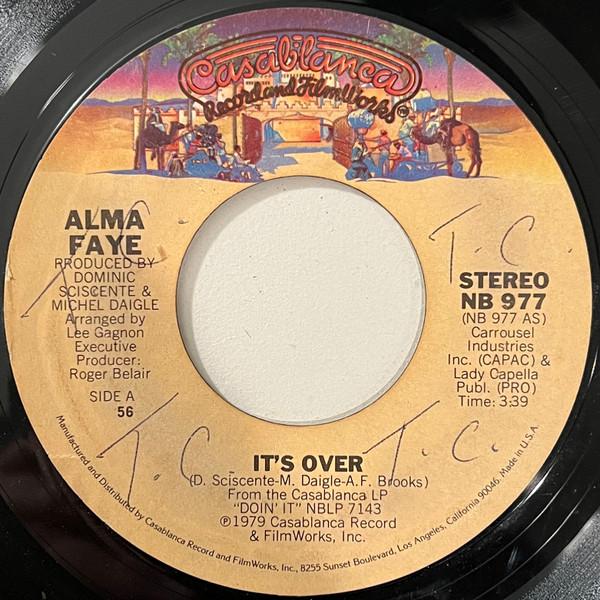 Casablanca
Record and FilmWorks
ALMA
FAYE
PRODUCED BY
DOMINIC
SCISCENTE &
MICHEL DAIGLE
Arranged by
Lee Gagnon
Executive
Producer:
Roger Belair
SIDE A
56
T.C.
T.C.
STEREO
NB 977
(NB 977 AS)
Carrousel
Industries
Inc. (CAPAC) &
Lady Capella
Publ. (PRO)
Time: 3:39
T.C.
T.C.
IT'S OVER
(D. Sciscente-M. Daigle-A.F. Brooks)
From the Casablanca LP
"DOIN' IT" NBLP 7143
℗1979 Casablanca Record
& FilmWorks, Inc.
Manufactured and Distributed by Casablanca Record and FilmWorks, Inc., 8255 Sunset Boulevard, Los Angeles, California 90046. Made in U.S.A.